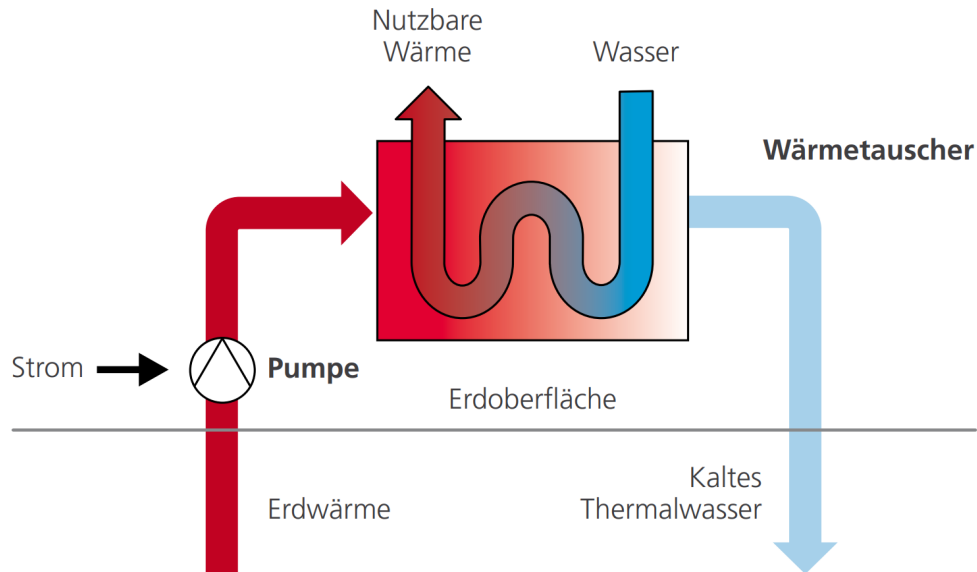 Nutzbare
Wärme
Wasser
Wärmetauscher
Strom
Pumpe
Erdoberfläche
Erdwärme
Kaltes
Thermalwasser